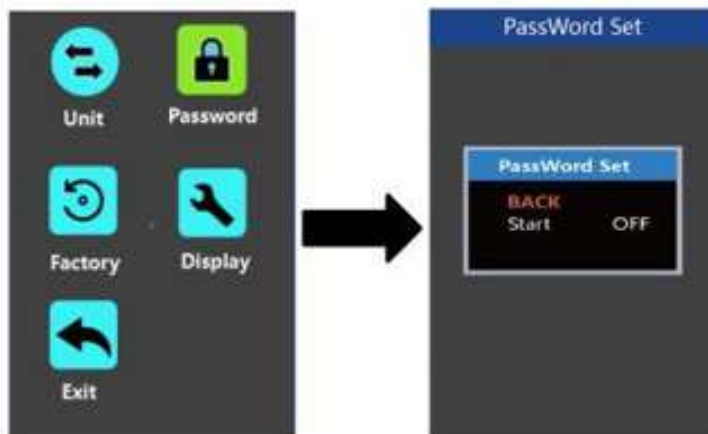 Unit Password
Factory Display
Exit
PassWord Set
PassWord Set
BACK
Start OFF